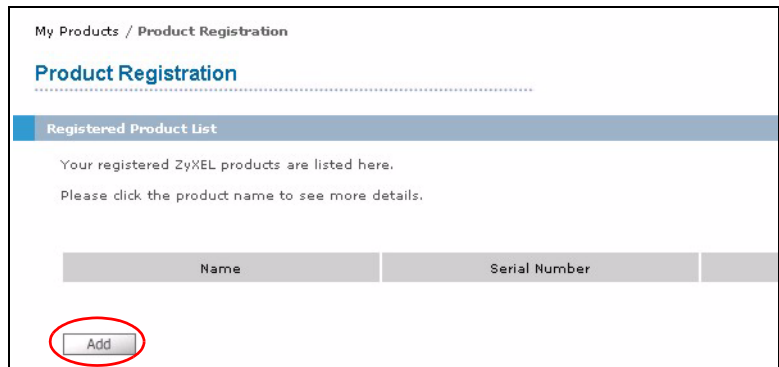 My Products / Product Registration
Product Registration
Registered Product List
Your registered ZyXEL products are listed here.
Please click the product name to see more details.
Name Serial Number
Add